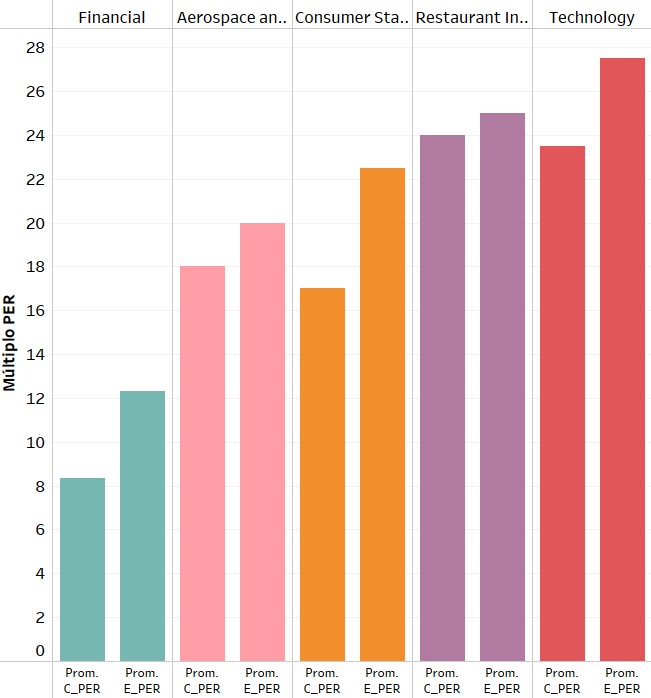 Financial
Aerospace an..
Consumer Sta..
Restaurant In..
Technology
28
26
24
22
20
18
16
14
12
10
8
6
4
2
0
Múltiplo PER
Prom. C_PER
Prom. E_PER
Prom. C_PER
Prom. E_PER
Prom. C_PER
Prom. E_PER
Prom. C_PER
Prom. E_PER
Prom. C_PER
Prom. E_PER